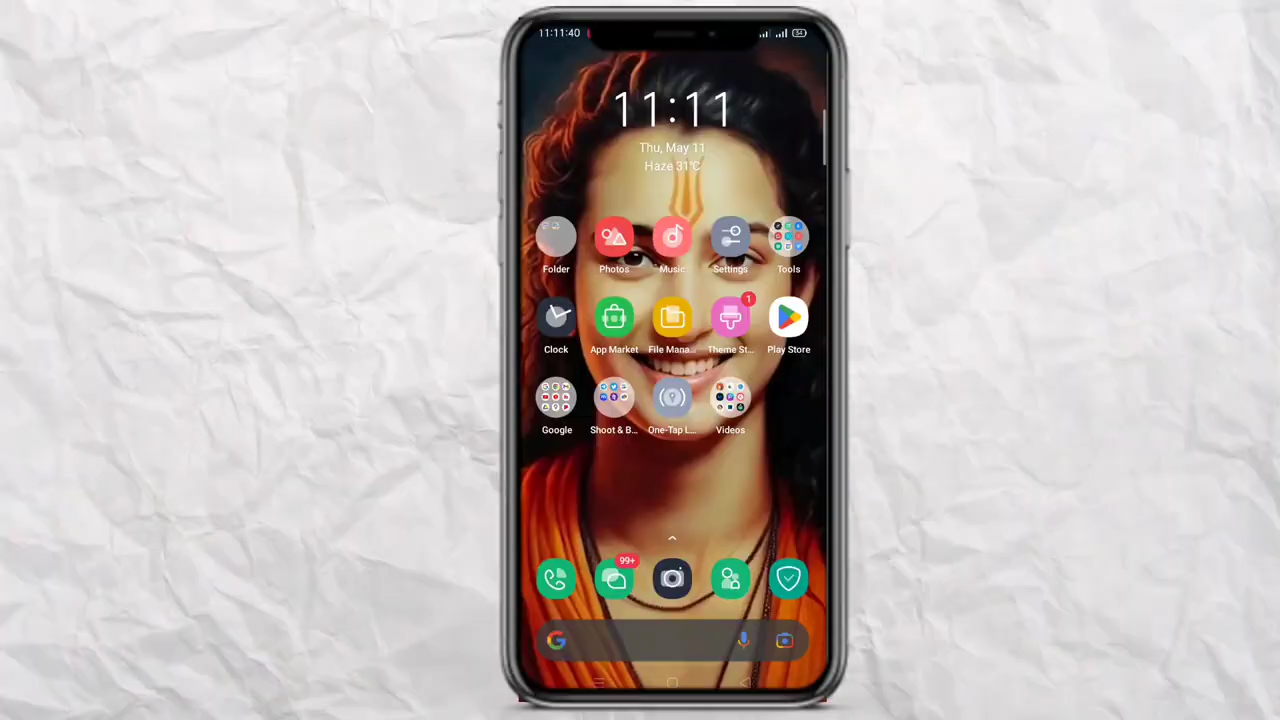 11:11:40
54
11:11
Thu, May 11
Haze 31°C
Folder
Photos
Music
Settings
Tools
Clock
App Market
File Mana...
1
Theme St...
Play Store
Google
Shoot & B...
One-Tap L...
Videos
99+